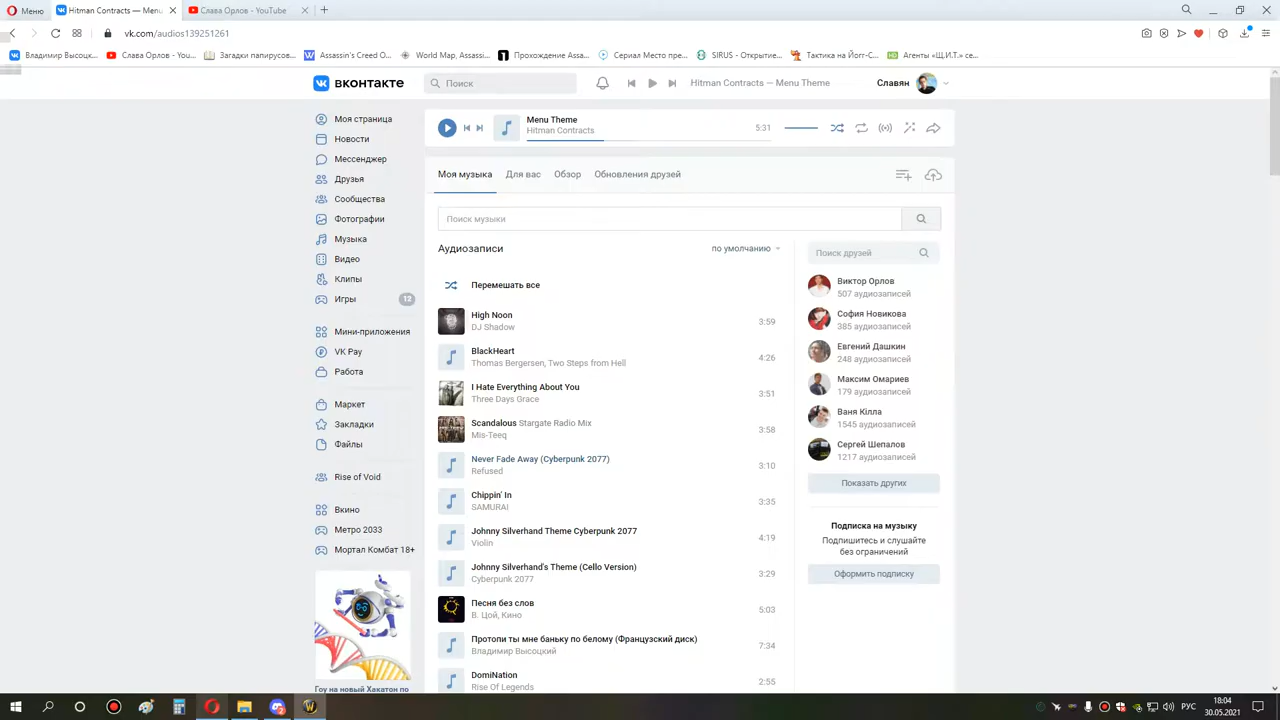 Меню
Hitman Contracts — Menu
Слава Орлов - YouTube
vk.com/audios139251261
Владимир Высоцк...
Слава Орлов - You...
Загадки папирусов...
Assassin's Creed O...
World Map, Assassi...
Прохождение Assa...
Сериал Место пре...
SIRUS - Открытие...
Тактика на Йогг-С...
Агенты «Щ.И.Т.» се...
вконтакте
Поиск
Hitman Contracts — Menu Theme
Славян
Моя страница
Новости
Мессенджер
Друзья
Сообщества
Фотографии
Музыка
Видео
Клипы
Игры
12
Мини-приложения
VK Pay
Работа
Маркет
Закладки
Файлы
Rise of Void
Вкино
Метро 2033
Мортал Комбат 18+
Гоу на новый Хакатон по
Menu Theme
Hitman Contracts
5:31
Моя музыка
Для вас
Обзор
Обновления друзей
Поиск музыки
Аудиозаписи
по умолчанию
Перемешать все
High Noon
DJ Shadow
3:59
BlackHeart
Thomas Bergersen, Two Steps from Hell
4:26
I Hate Everything About You
Three Days Grace
3:51
Scandalous Stargate Radio Mix
Mis-Teeq
3:58
Never Fade Away (Cyberpunk 2077)
Refused
3:10
Chippin' In
SAMURAI
3:35
Johnny Silverhand Theme Cyberpunk 2077
Violin
4:19
Johnny Silverhand's Theme (Cello Version)
Cyberpunk 2077
3:29
Песня без слов
В. Цой, Кино
5:03
Протопи ты мне баньку по белому (Французский диск)
Владимир Высоцкий
7:34
DomiNation
Rise Of Legends
2:55
Поиск друзей
Виктор Орлов
507 аудиозаписей
София Новикова
385 аудиозаписей
Евгений Дашкин
248 аудиозаписей
Максим Омариев
179 аудиозаписей
Ваня Кілла
1545 аудиозаписей
Сергей Шепалов
1217 аудиозаписей
Показать других
Подписка на музыку
Подпишитесь и слушайте
без ограничений
Оформить подписку
РУС
18:04
30.05.2021